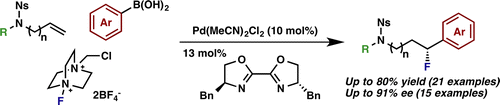 Ns
N
R
n
Ar
B(OH)₂
Cl
N⁺
N⁺
F
2BF₄⁻
Pd(MeCN)₂Cl₂ (10 mol%)
13 mol%
O
O
N
N
Bn
Bn
Ns
N
R
n
Ar
F
Up to 80% yield (21 examples)
Up to 91% ee (15 examples)